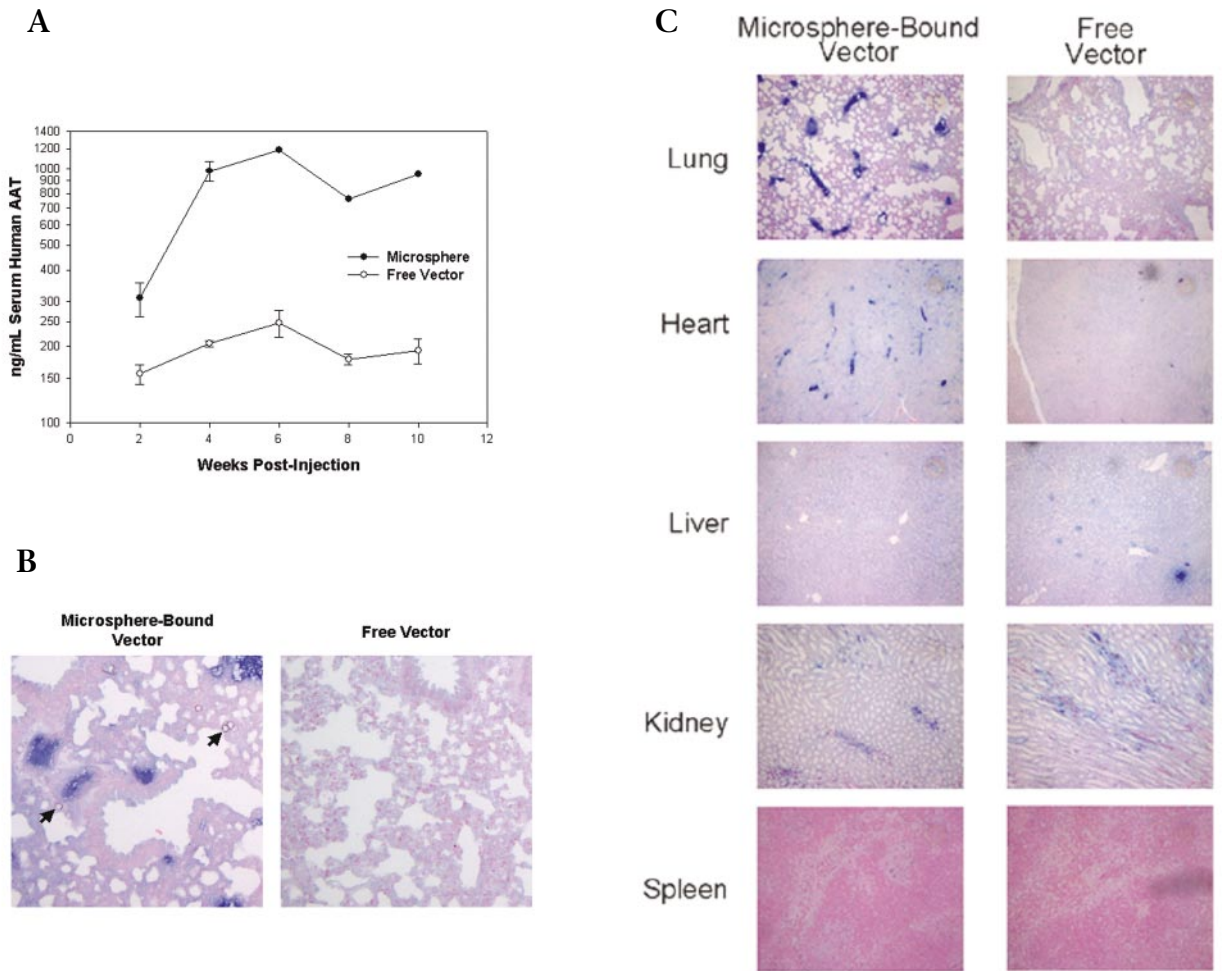 A
1400
1200
1000
900
800
700
600
500
400
300
250
200
150
100
0
2
4
6
8
10
12
ng/mL Serum Human AAT
Weeks Post-Injection
Microsphere
Free Vector
B
Microsphere-Bound
Vector
Free Vector
C
Microsphere-Bound
Vector
Free
Vector
Lung
Heart
Liver
Kidney
Spleen